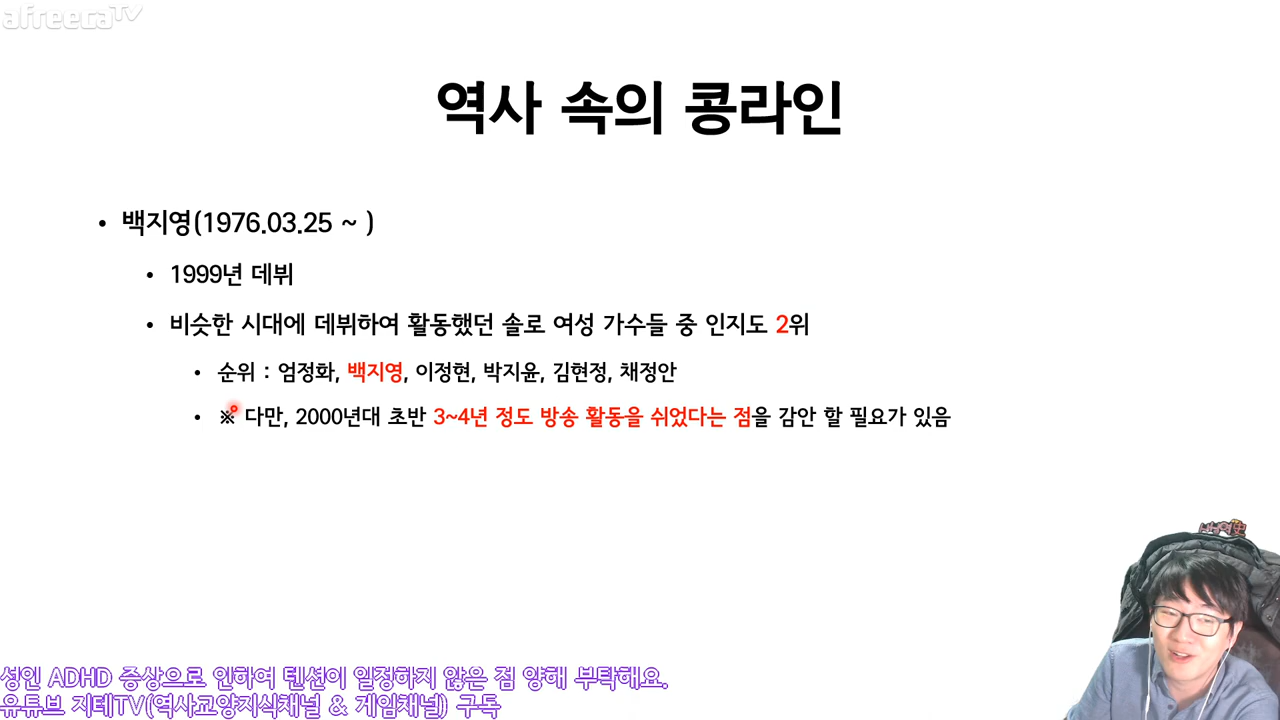 afreecaTV
역사 속의 콩라인
• 백지영(1976.03.25 ~ )
• 1999년 데뷔
• 비슷한 시대에 데뷔하여 활동했던 솔로 여성 가수들 중 인지도 2위
• 순위 : 엄정화, 백지영, 이정현, 박지윤, 김현정, 채정안
• ※ 다만, 2000년대 초반 3~4년 정도 방송 활동을 쉬었다는 점을 감안 할 필요가 있음
성인 ADHD 증상으로 인하여 텐션이 일정하지 않은 점 양해 부탁해요.
유튜브 지테TV(역사교양지식채널 & 게임채널) 구독